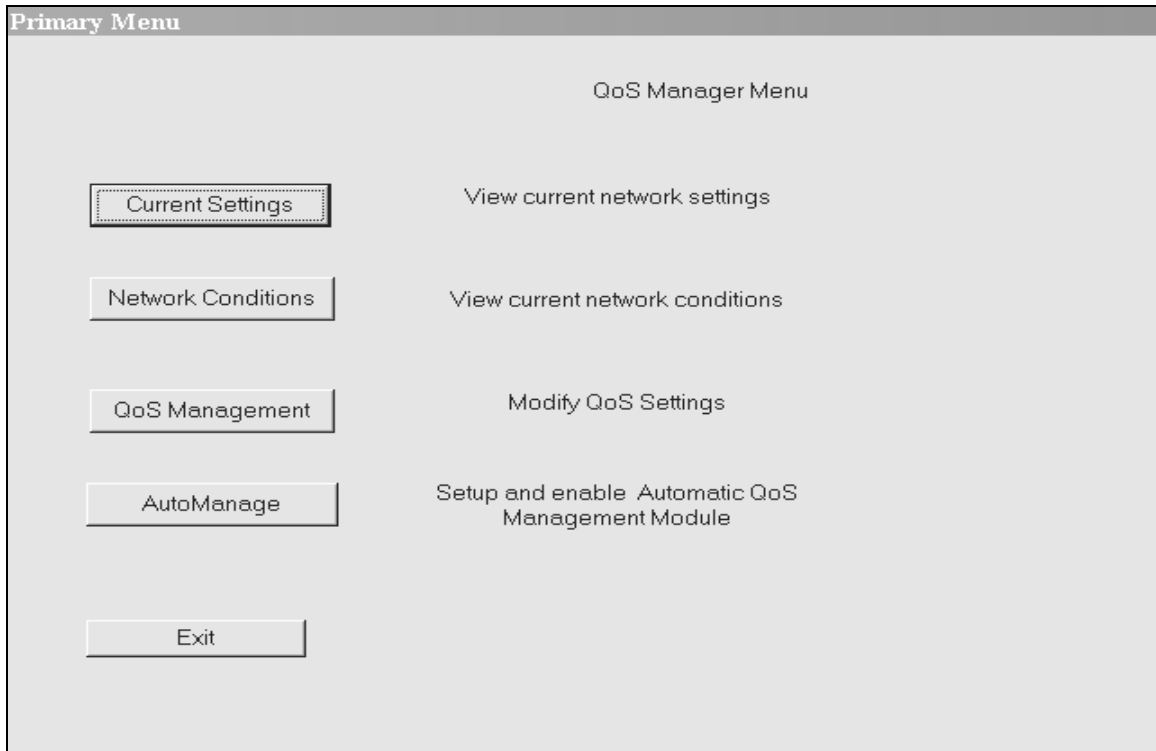 Primary Menu
QoS Manager Menu
Current Settings
View current network settings
Network Conditions
View current network conditions
QoS Management
Modify QoS Settings
AutoManage
Setup and enable Automatic QoS
Management Module
Exit